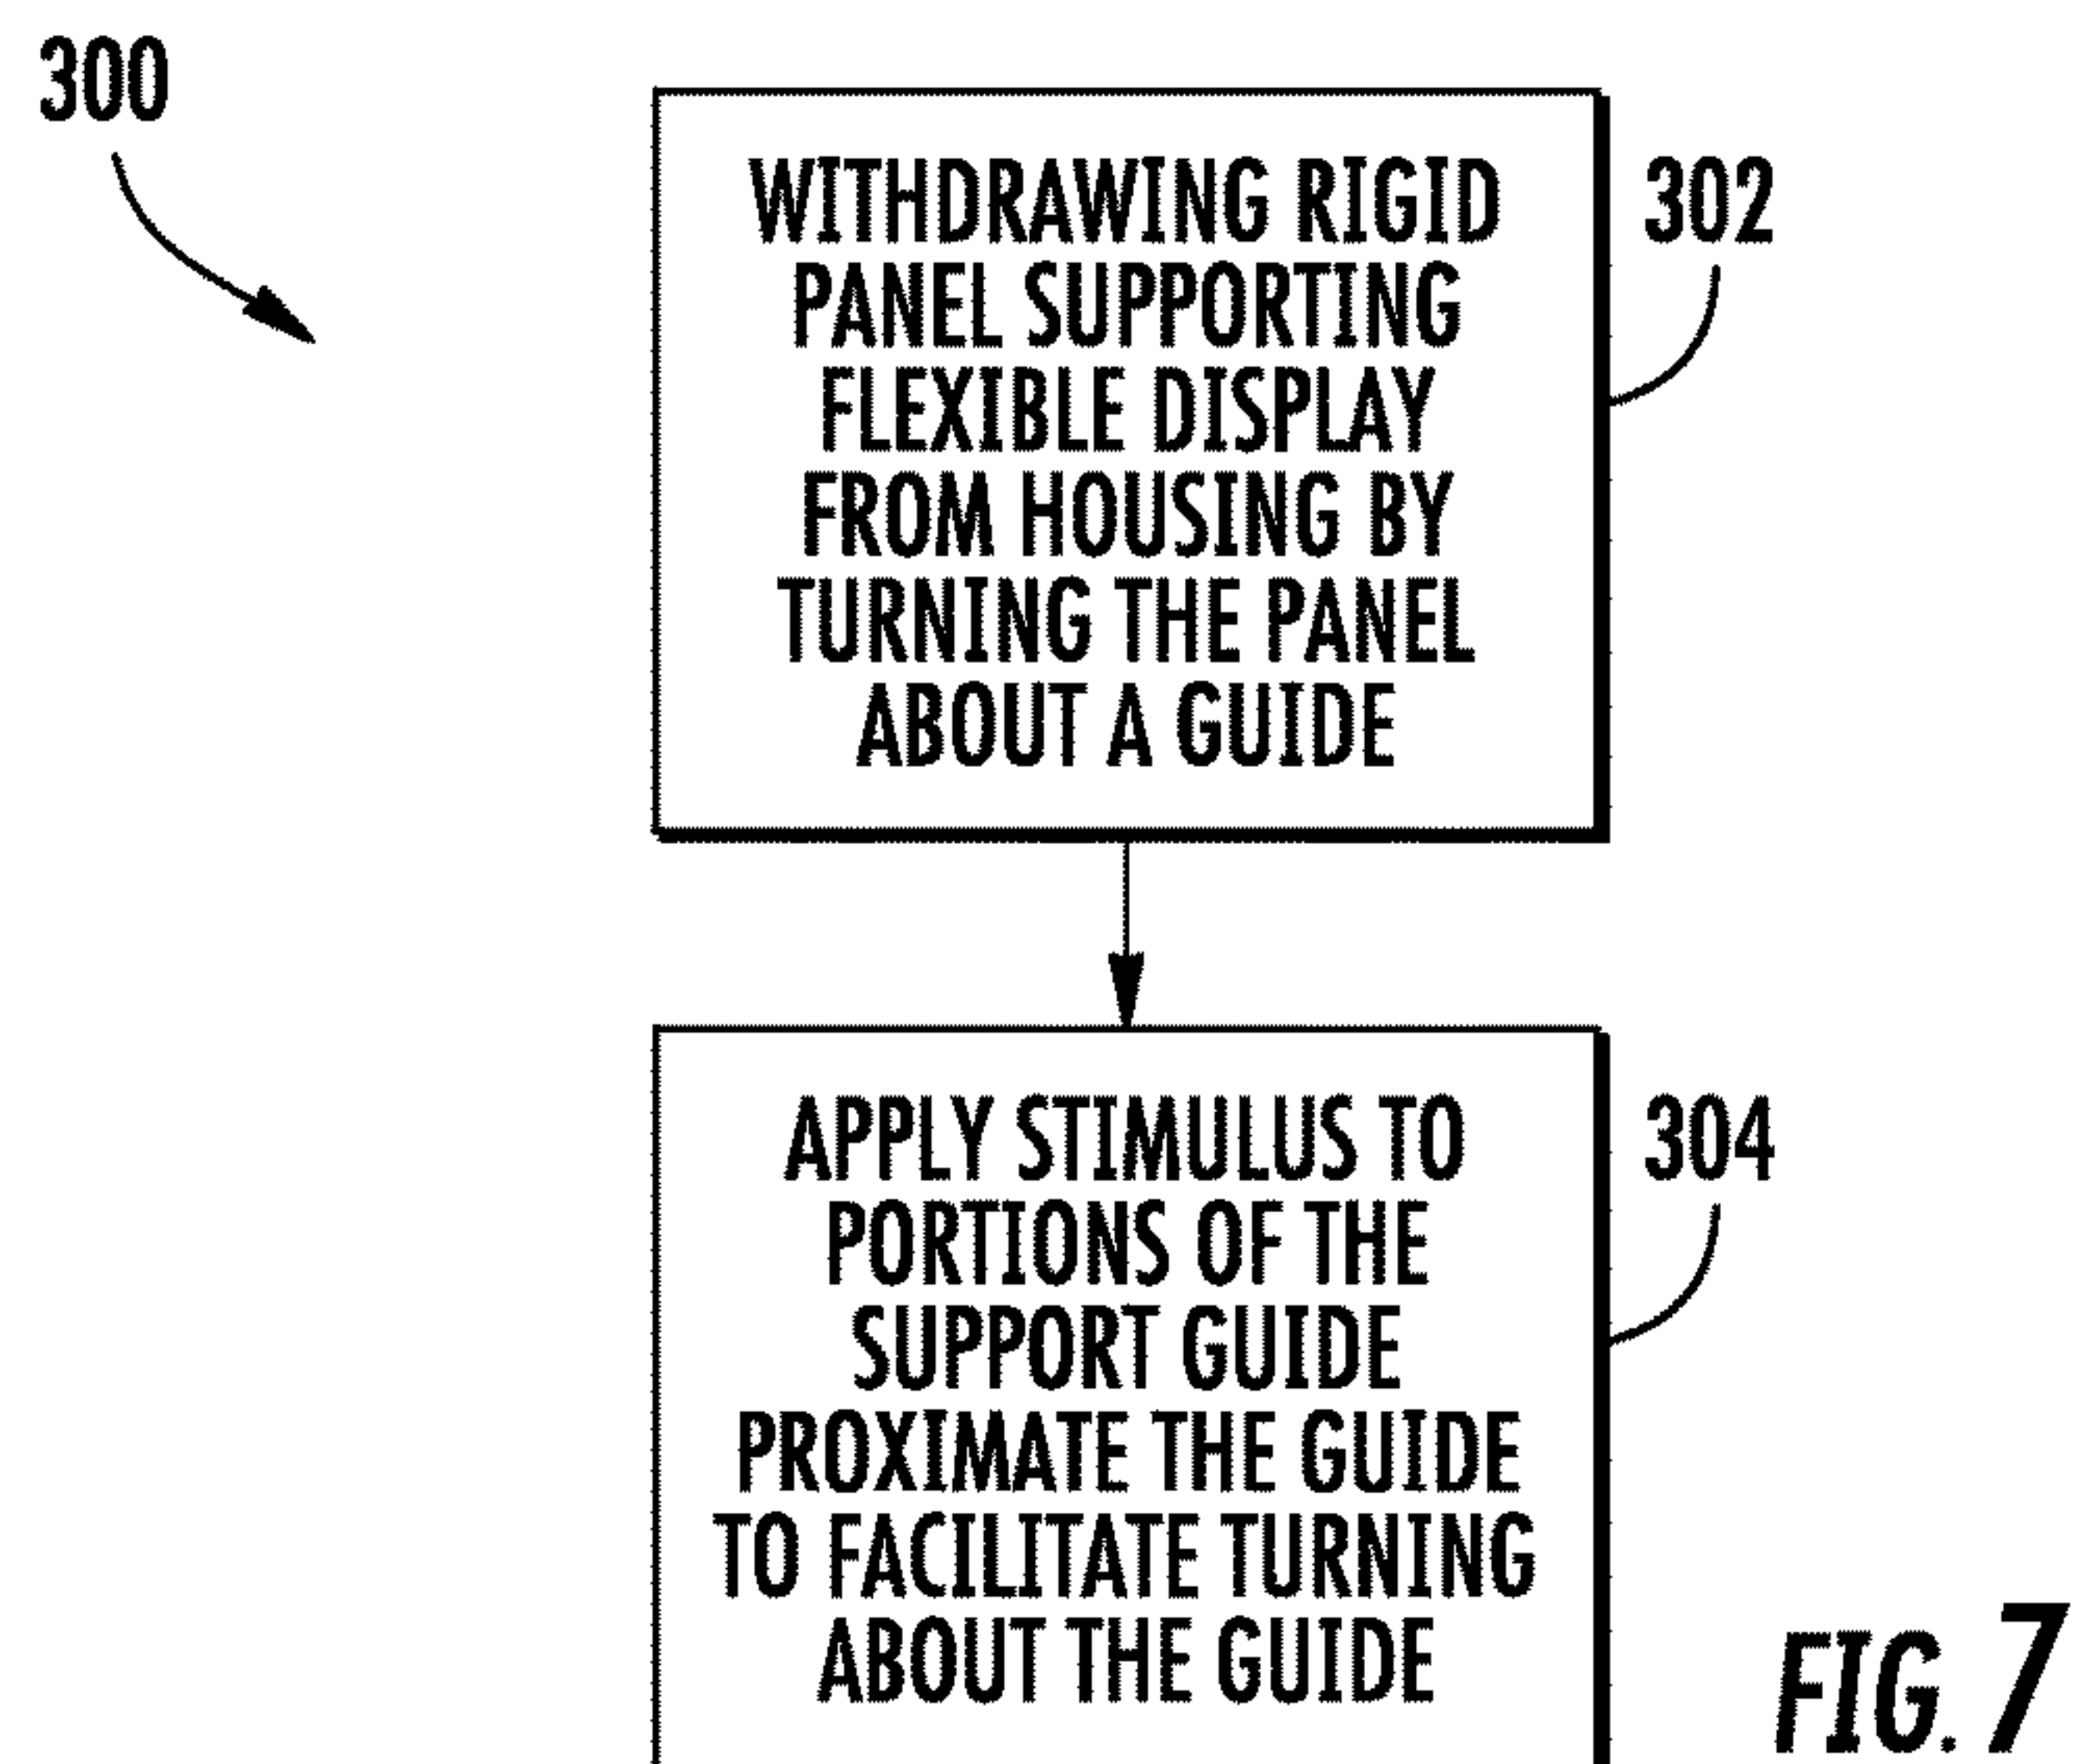 300
WITHDRAWING RIGID
PANEL SUPPORTING
FLEXIBLE DISPLAY
FROM HOUSING BY
TURNING THE PANEL
ABOUT A GUIDE
302
APPLY STIMULUS TO
PORTIONS OF THE
SUPPORT GUIDE
PROXIMATE THE GUIDE
TO FACILITATE TURNING
ABOUT THE GUIDE
304
FIG. 7